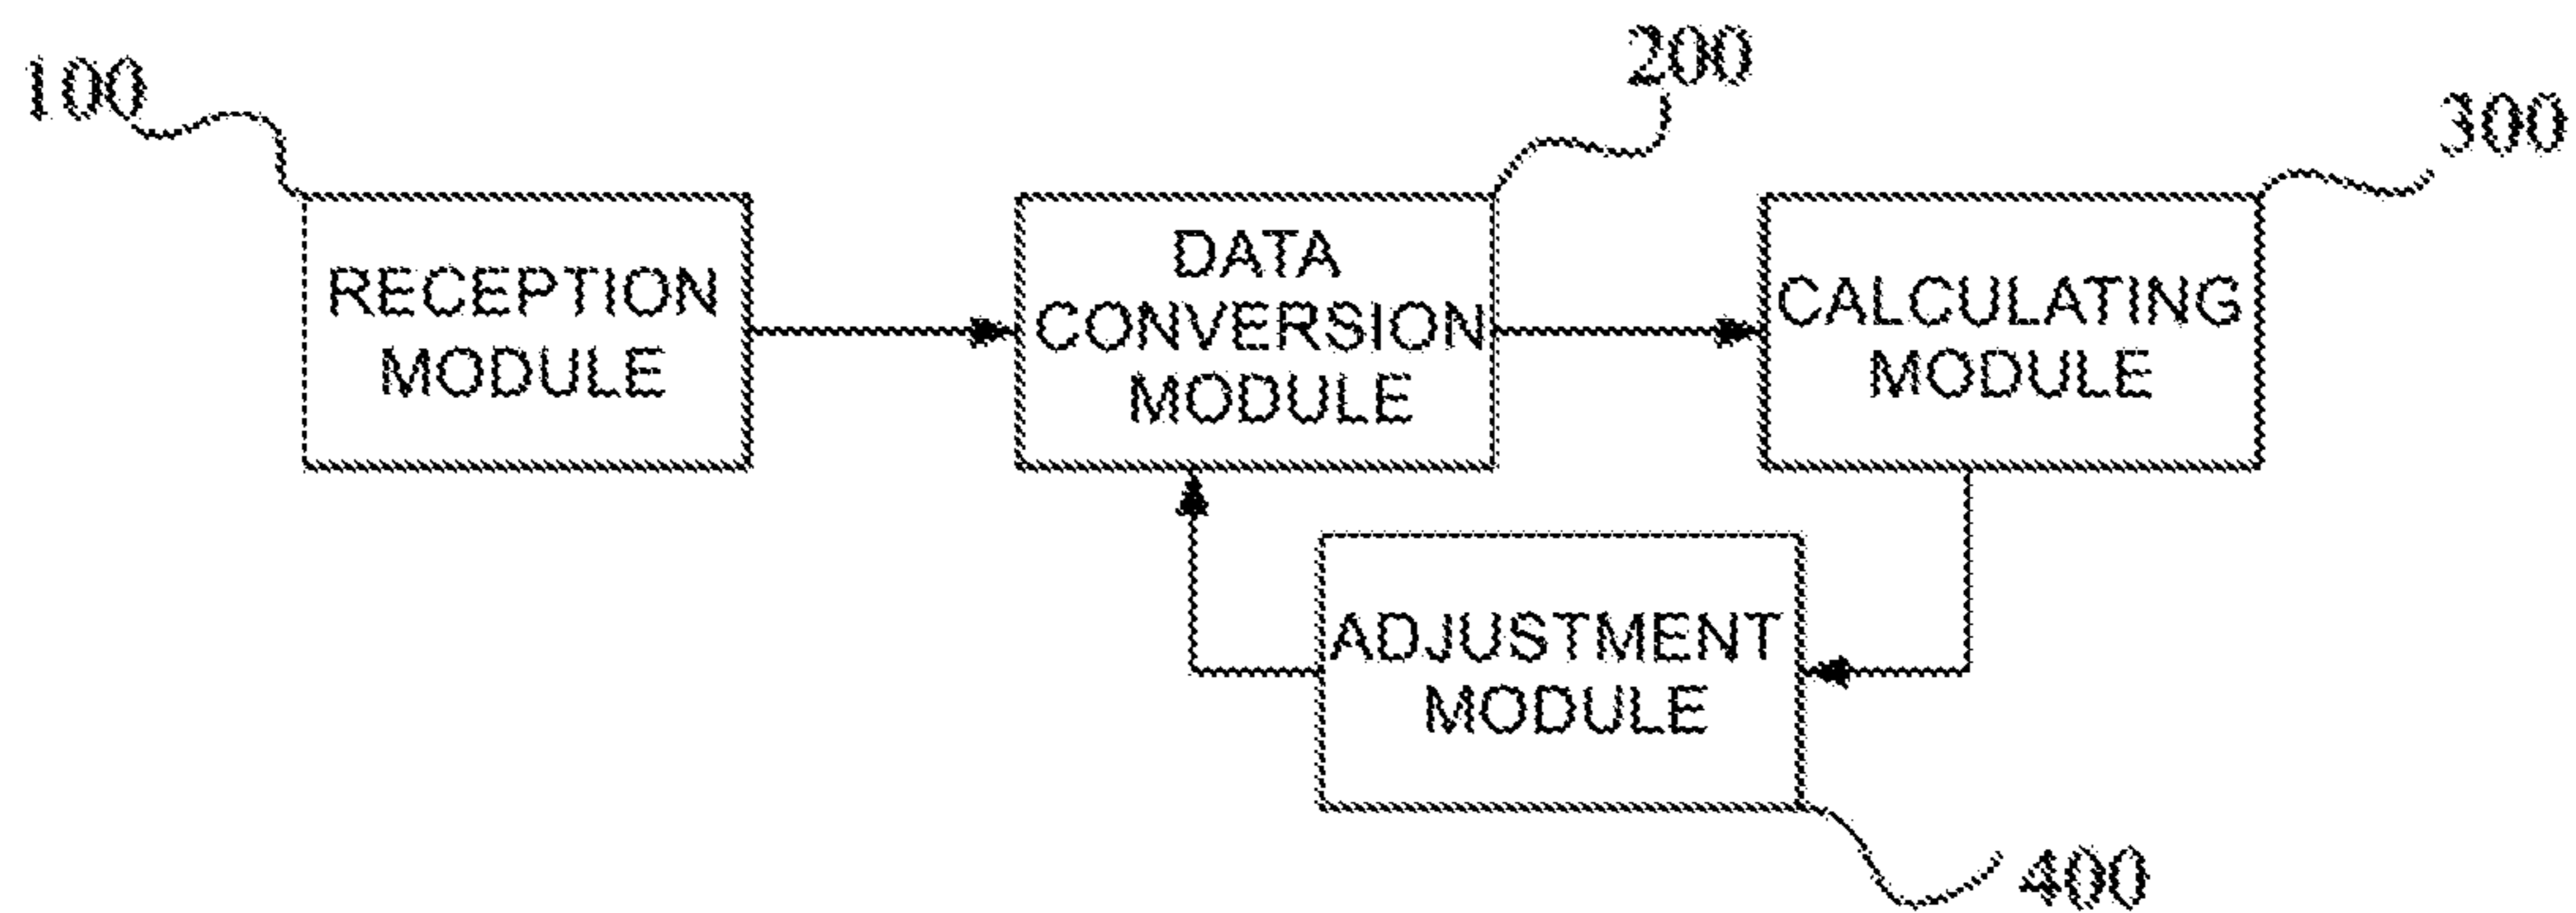 100
200
300
RECEPTION
MODULE
DATA
CONVERSION
MODULE
CALCULATING
MODULE
ADJUSTMENT
MODULE
400